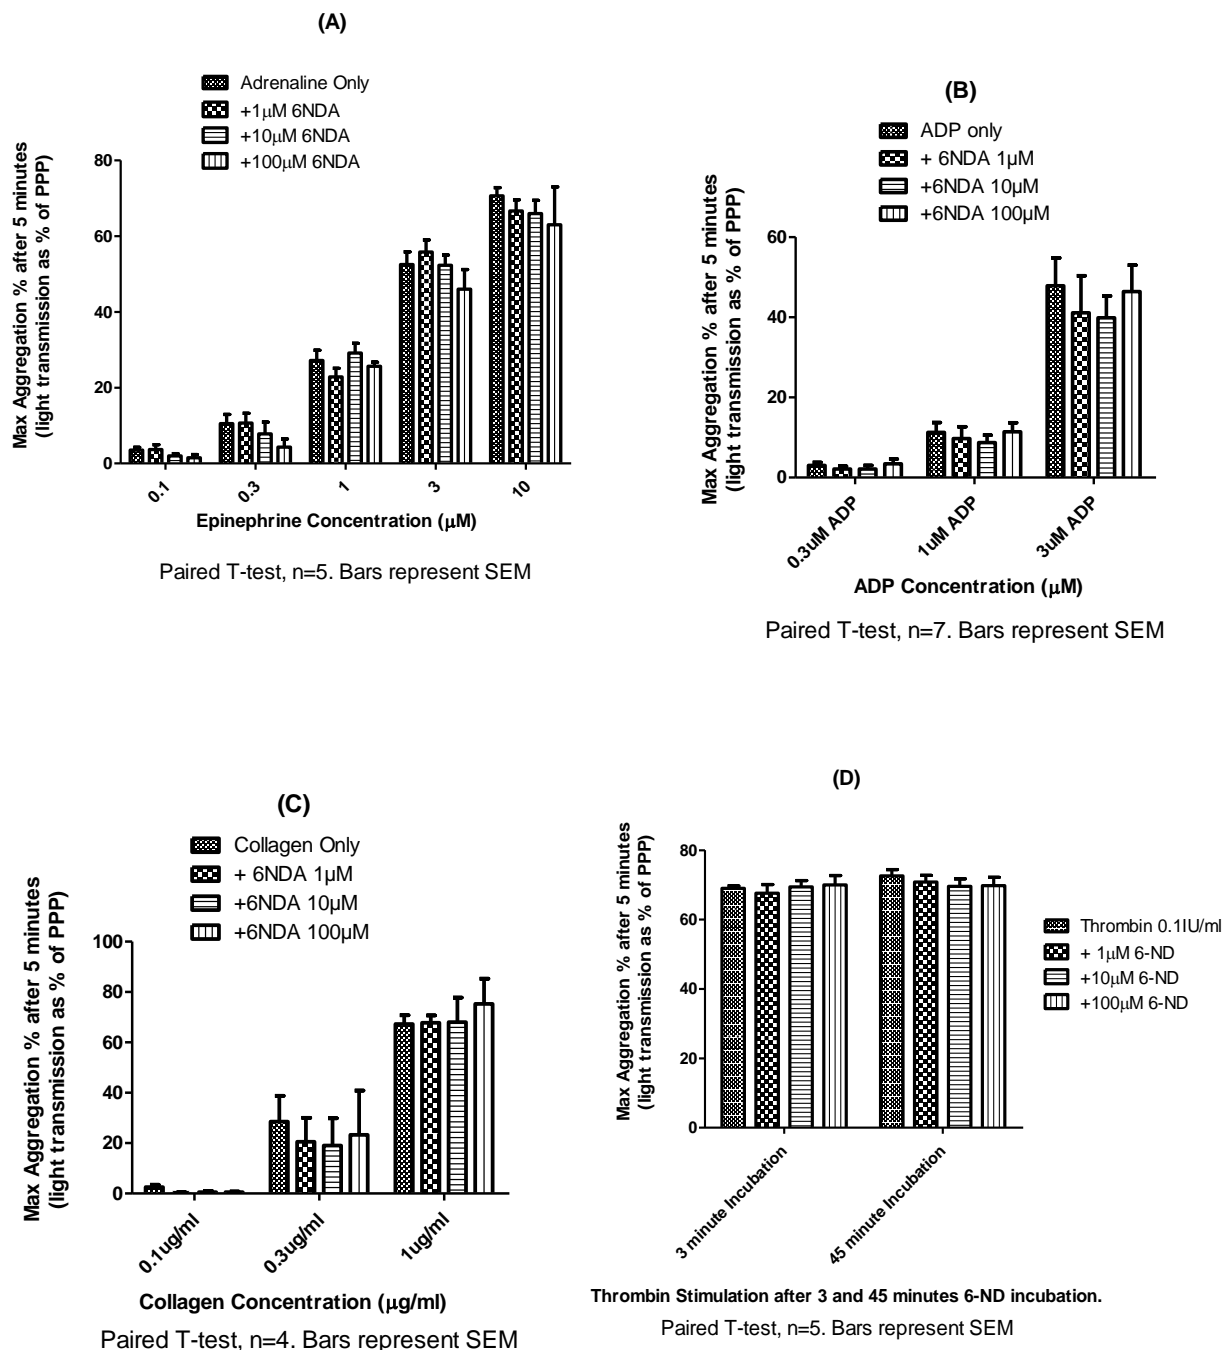 (A)
Adrenaline Only
+1μM 6NDA
+10μM 6NDA
+100μM 6NDA
Max Aggregation % after 5 minutes
(light transmission as % of PPP)
80
60
40
20
0
0.1
0.3
1
3
10
Epinephrine Concentration (μM)
Paired T-test, n=5. Bars represent SEM
(B)
ADP only
+ 6NDA 1μM
+6NDA 10μM
+6NDA 100μM
Max Aggregation % after 5 minutes
(light transmission as % of PPP)
60
40
20
0
0.3uM ADP
1uM ADP
3uM ADP
ADP Concentration (μM)
Paired T-test, n=7. Bars represent SEM
(C)
Collagen Only
+ 6NDA 1μM
+6NDA 10μM
+6NDA 100μM
Max Aggregation % after 5 minutes
(light transmission as % of PPP)
100
80
60
40
20
0
0.1ug/ml
0.3ug/ml
1ug/ml
Collagen Concentration (μg/ml)
Paired T-test, n=4. Bars represent SEM
(D)
Max Aggregation % after 5 minutes
(light transmission as % of PPP)
80
60
40
20
0
Thrombin 0.1IU/ml
+ 1μM 6-ND
+10μM 6-ND
+100μM 6-ND
3 minute Incubation
45 minute Incubation
Thrombin Stimulation after 3 and 45 minutes 6-ND incubation.
Paired T-test, n=5. Bars represent SEM